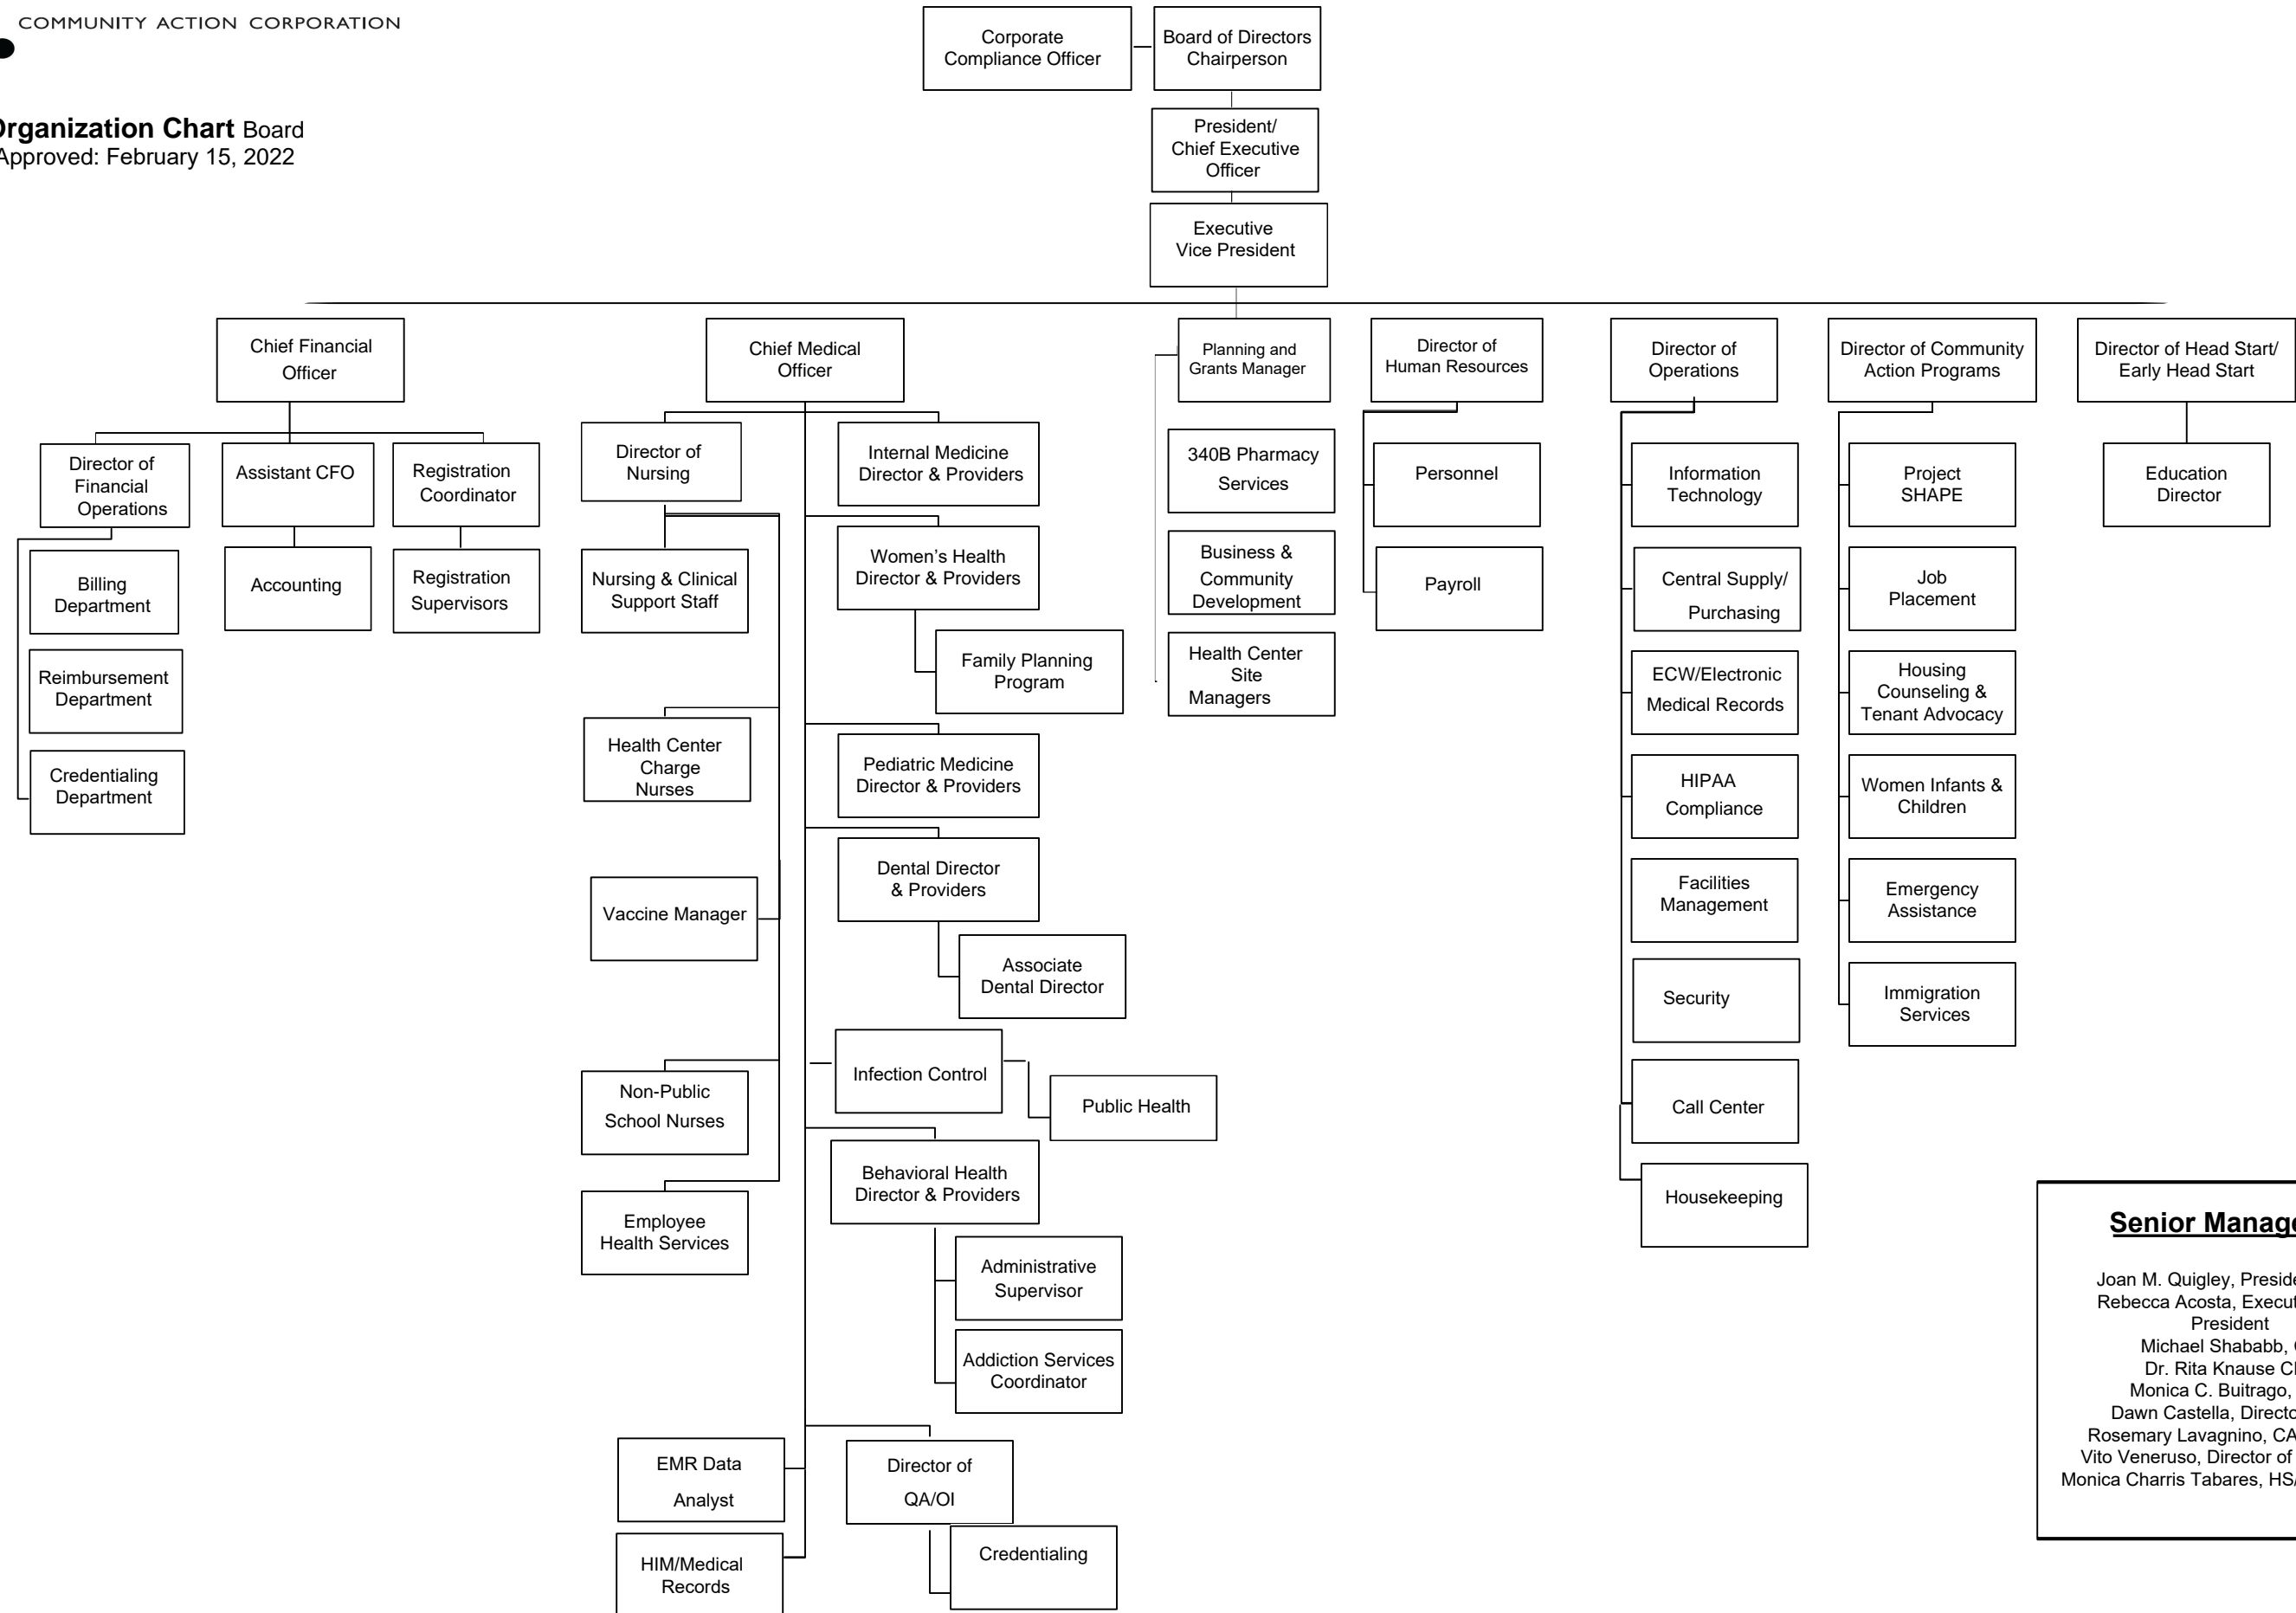 COMMUNITY ACTION CORPORATION
Organization Chart Board
Approved: February 15, 2022
Corporate
Compliance Officer
Board of Directors
Chairperson
President/
Chief Executive
Officer
Executive
Vice President
Chief Financial
Officer
Chief Medical
Officer
Planning and
Grants Manager
Director of
Human Resources
Director of
Operations
Director of Community
Action Programs
Director of Head Start/
Early Head Start
Director of
Financial
Operations
Assistant CFO
Registration
Coordinator
Billing
Department
Accounting
Registration
Supervisors
Reimbursement
Department
Credentialing
Department
Director of
Nursing
Nursing & Clinical
Support Staff
Health Center
Charge
Nurses
Vaccine Manager
Non-Public
School Nurses
Employee
Health Services
EMR Data
Analyst
HIM/Medical
Records
Internal Medicine
Director & Providers
Women’s Health
Director & Providers
Family Planning
Program
Pediatric Medicine
Director & Providers
Dental Director
& Providers
Associate
Dental Director
Infection Control
Public Health
Behavioral Health
Director & Providers
Administrative
Supervisor
Addiction Services
Coordinator
Director of
QA/OI
Credentialing
340B Pharmacy
Services
Business &
Community
Development
Health Center
Site
Managers
Personnel
Payroll
Information
Technology
Central Supply/
Purchasing
ECW/Electronic
Medical Records
HIPAA
Compliance
Facilities
Management
Security
Call Center
Housekeeping
Project
SHAPE
Job
Placement
Housing
Counseling &
Tenant Advocacy
Women Infants &
Children
Emergency
Assistance
Immigration
Services
Education
Director
Senior
Joan M. Quigley,
Rebecca Acosta,
President
Michael Shababb,
Dr. Rita Knause
Monica C. Buitrago,
Dawn Castella,
Rosemary Lavagnino,
Vito Veneruso, Director of
Monica Charris Tabares,